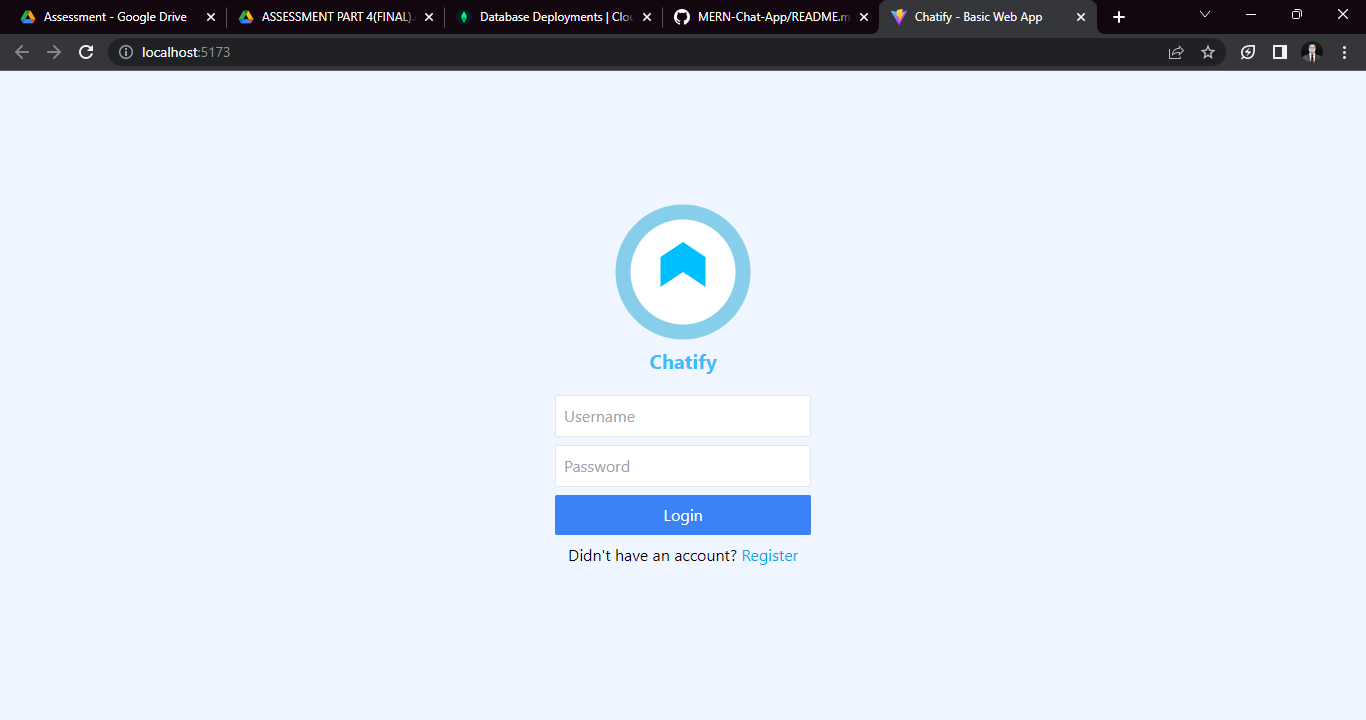 Assessment - Google Drive
ASSESSMENT PART 4(FINAL).
Database Deployments | Clou
MERN-Chat-App/README.m
Chatify - Basic Web App
localhost:5173
Chatify
Username
Password
Login
Didn't have an account? Register